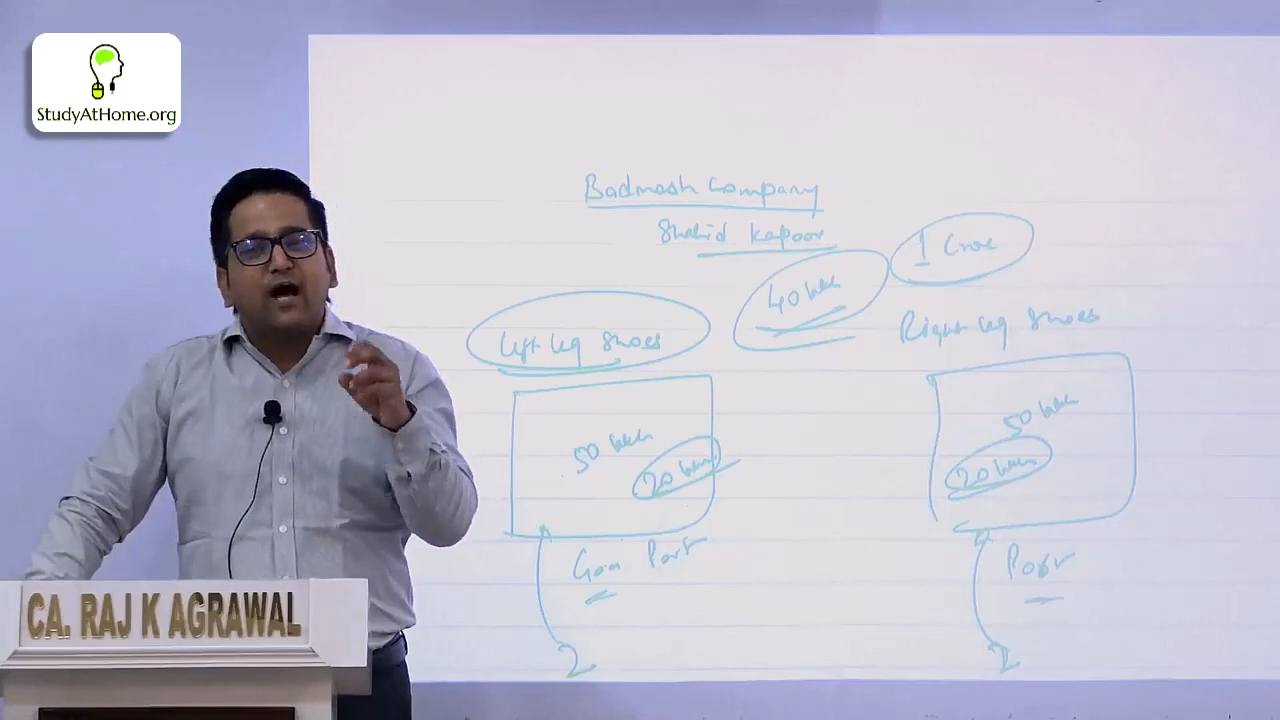 StudyAtHome.org
Badmash Company
Shahid Kapoor
1 Crore
40 lakh
Left leg Shoes
Right leg Shoes
50 lakh
20 lakh
50 lakh
20 lakh
Goa Port
Port
2
2
CA. RAJ K AGRAWAL